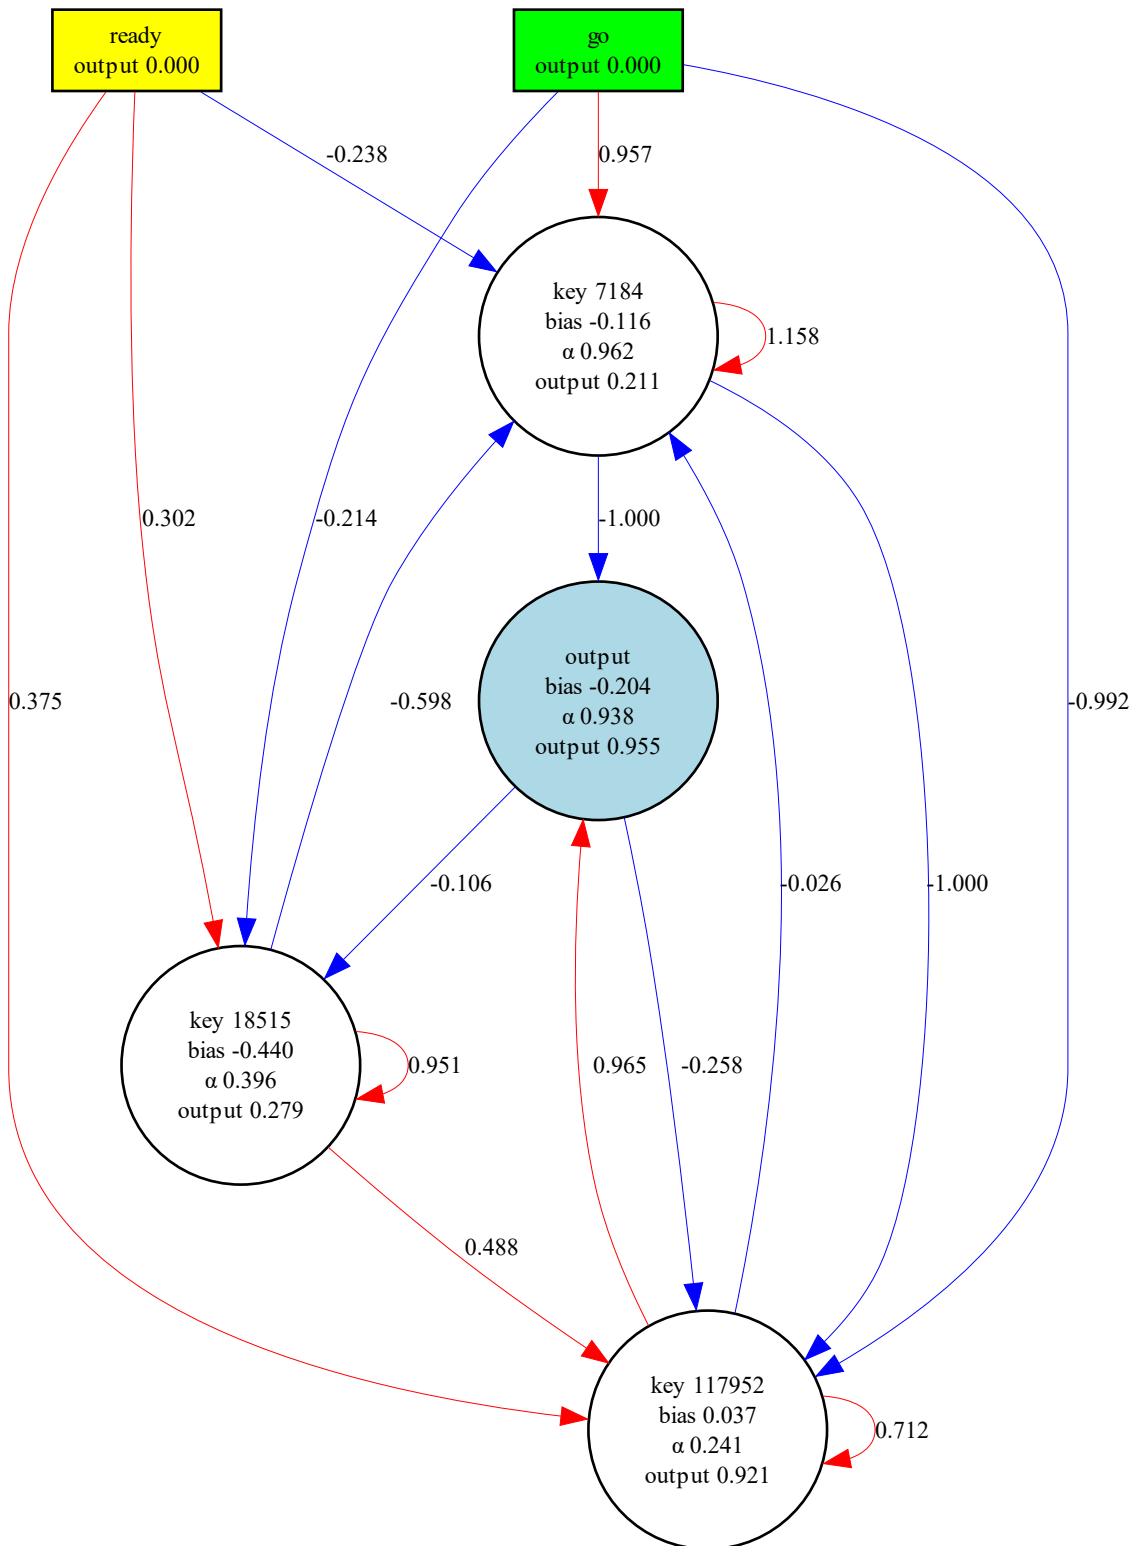 ready
output 0.000
go
output 0.000
-0.238
0.957
key 7184
bias -0.116
α 0.962
output 0.211
1.158
0.302
-0.214
-1.000
output
bias -0.204
α 0.938
output 0.955
0.375
-0.598
-0.992
-0.106
-0.026
-1.000
key 18515
bias -0.440
α 0.396
output 0.279
0.951
0.965
-0.258
0.488
key 117952
bias 0.037
α 0.241
output 0.921
0.712